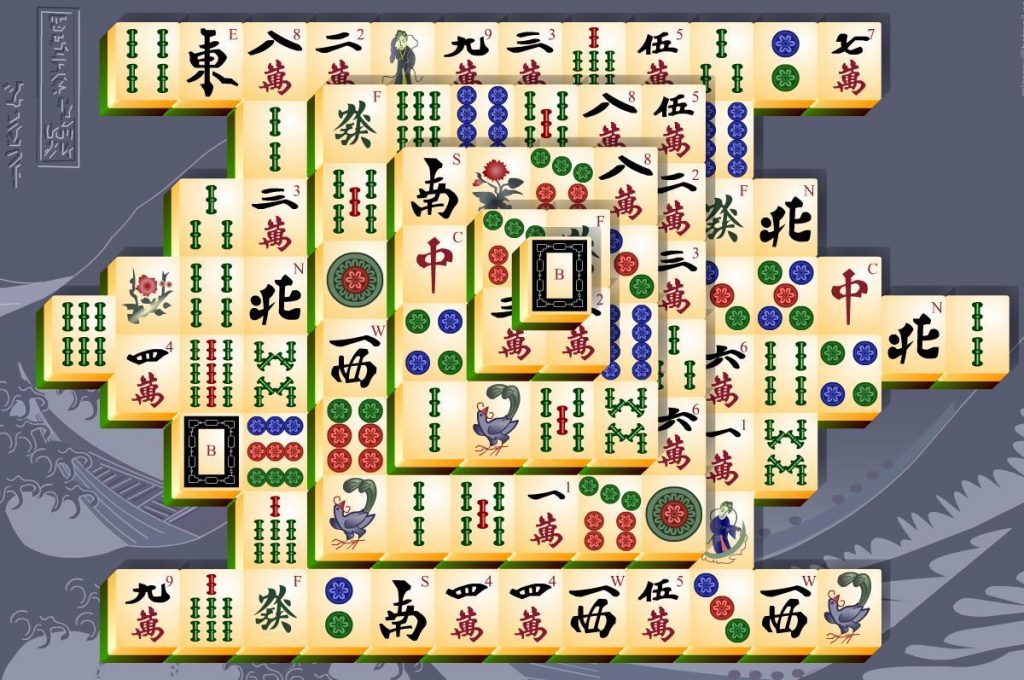 東 E 八 8 萬 二 2 萬 九 9 萬 三 3 萬 伍 5 萬 七 7 萬
發 F 八 8 萬 伍 5 萬
三 3 萬 南 S 八 8 萬 二 2 萬 發 F 北 N
北 N 中 C F B 三 3 萬 中 C
四 4 萬 西 W 三 萬 2 萬 六 6 萬 北 N
B 六 6 萬 一 1 萬
一 1 萬
九 9 萬 發 F 南 S 四 4 萬 四 4 萬 西 W 伍 5 萬 西 W